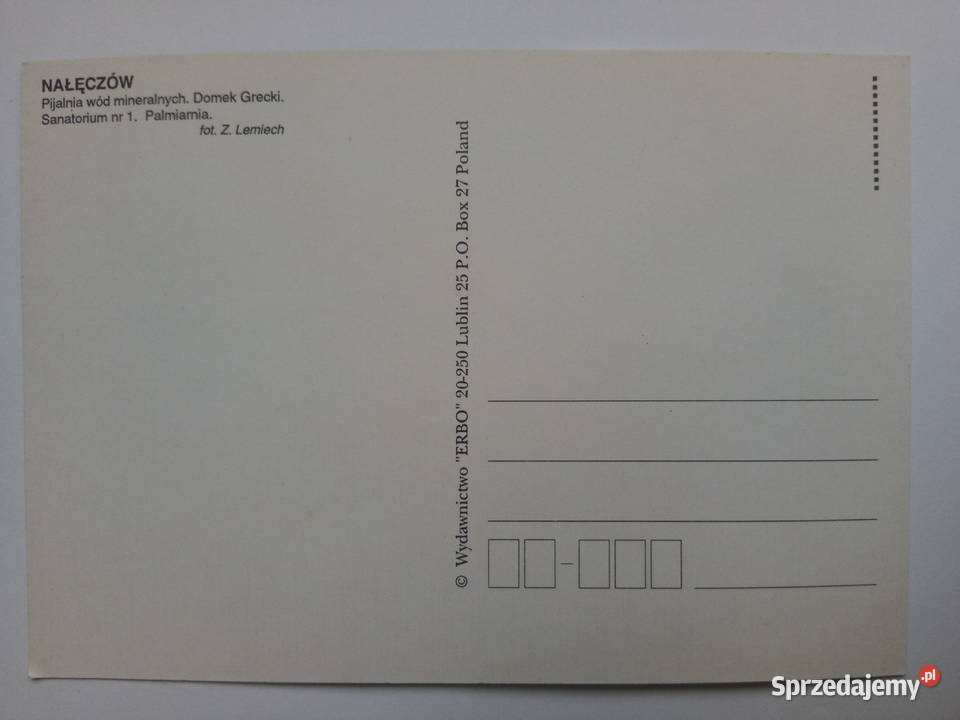 NAŁĘCZÓW
Pijalnia wód mineralnych. Domek Grecki.
Sanatorium nr 1. Palmiarnia.
fot. Z. Lemiech
© Wydawnictwo "ERBO" 20-250 Lublin 25 P.O. Box 27 Poland
Sprzedajemy.pl